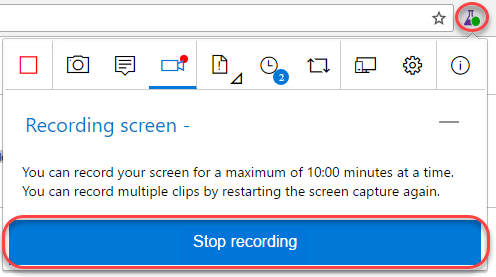 2
Recording screen -
You can record your screen for a maximum of 10:00 minutes at a time.
You can record multiple clips by restarting the screen capture again.
Stop recording